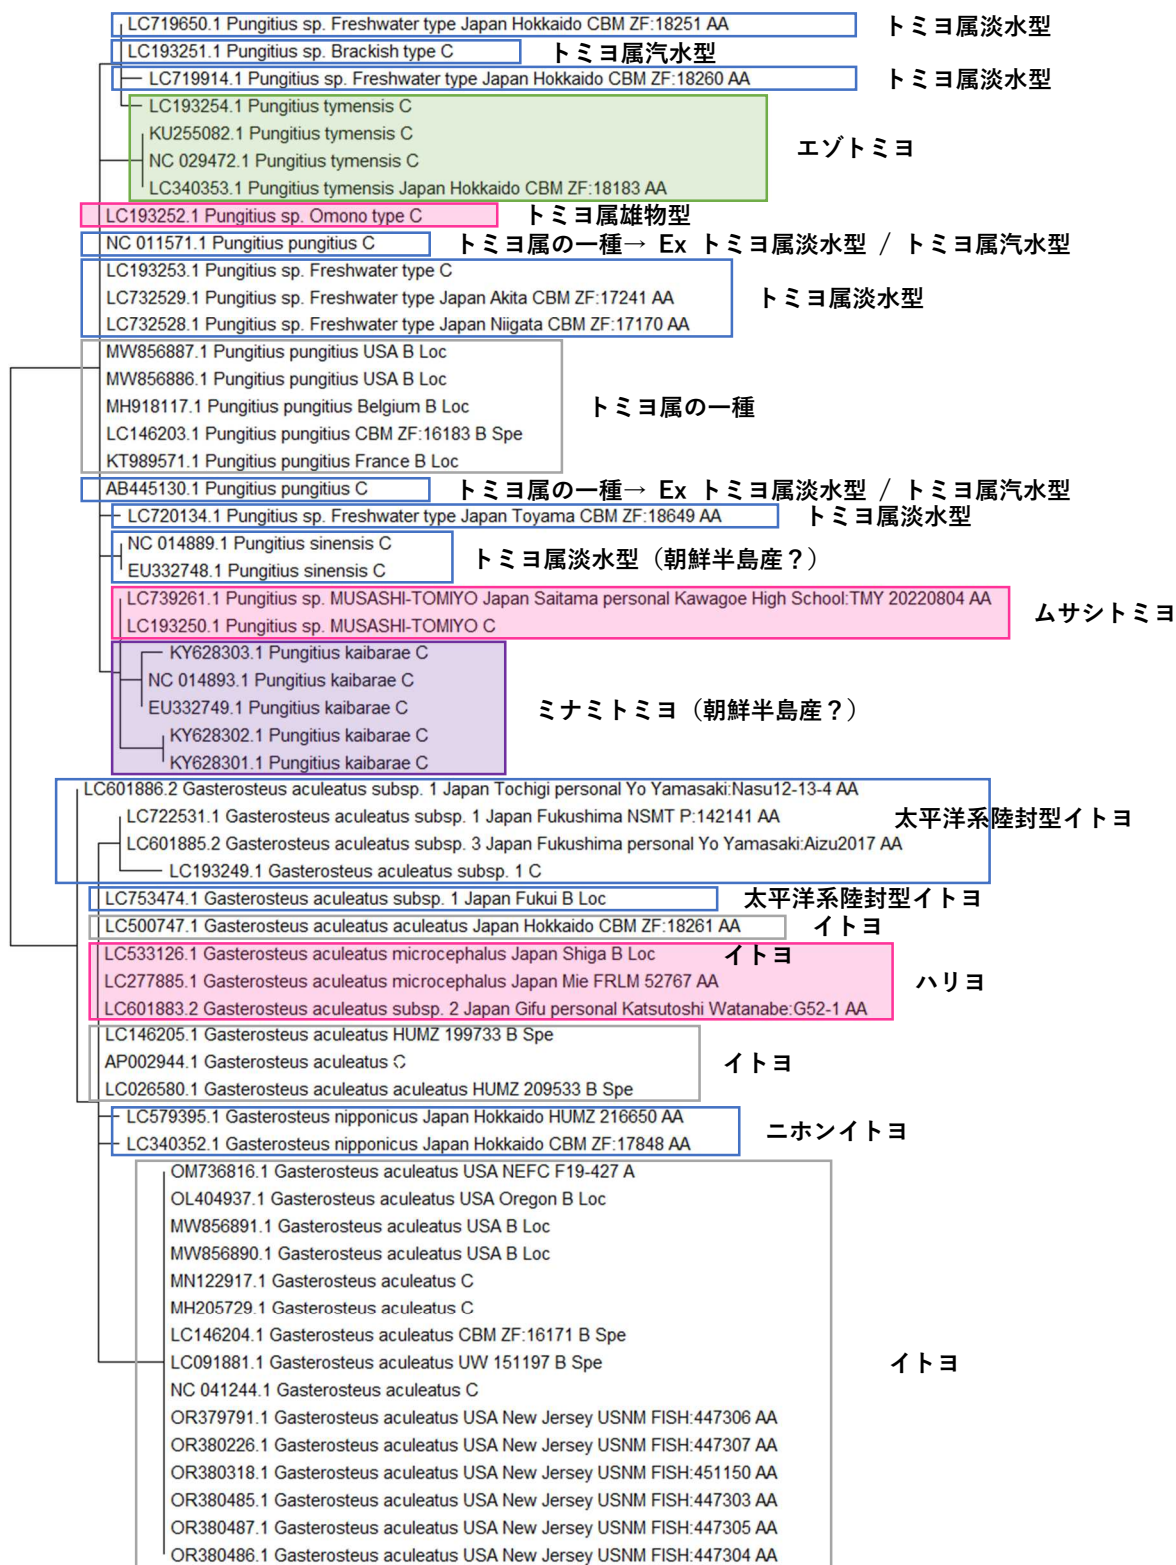 LC719650.1 Pungitius sp. Freshwater type Japan Hokkaido CBM ZF:18251 AA トミヨ属淡水型
LC193251.1 Pungitius sp. Brackish type C トミヨ属汽水型
LC719914.1 Pungitius sp. Freshwater type Japan Hokkaido CBM ZF:18260 AA トミヨ属淡水型
LC193254.1 Pungitius tymensis C
KU255082.1 Pungitius tymensis C
エゾトミヨ
NC 029472.1 Pungitius tymensis C
LC340353.1 Pungitius tymensis Japan Hokkaido CBM ZF:18183 AA
LC193252.1 Pungitius sp. Omono type C トミヨ属雄物型
NC 011571.1 Pungitius pungitius C トミヨ属の一種→ Ex トミヨ属淡水型 / トミヨ属汽水型
LC193253.1 Pungitius sp. Freshwater type C
LC732529.1 Pungitius sp. Freshwater type Japan Akita CBM ZF:17241 AA トミヨ属淡水型
LC732528.1 Pungitius sp. Freshwater type Japan Niigata CBM ZF:17170 AA
MW856887.1 Pungitius pungitius USA B Loc
MW856886.1 Pungitius pungitius USA B Loc
MH918117.1 Pungitius pungitius Belgium B Loc トミヨ属の一種
LC146203.1 Pungitius pungitius CBM ZF:16183 B Spe
KT989571.1 Pungitius pungitius France B Loc
AB445130.1 Pungitius pungitius C トミヨ属の一種→ Ex トミヨ属淡水型 / トミヨ属汽水型
LC720134.1 Pungitius sp. Freshwater type Japan Toyama CBM ZF:18649 AA トミヨ属淡水型
NC 014889.1 Pungitius sinensis C
トミヨ属淡水型（朝鮮半島産？）
EU332748.1 Pungitius sinensis C
LC739261.1 Pungitius sp. MUSASHI-TOMIYO Japan Saitama personal Kawagoe High School:TMY 20220804 AA
ムサシトミヨ
LC193250.1 Pungitius sp. MUSASHI-TOMIYO C
KY628303.1 Pungitius kaibarae C
NC 014893.1 Pungitius kaibarae C
EU332749.1 Pungitius kaibarae C ミナミトミヨ（朝鮮半島産？）
KY628302.1 Pungitius kaibarae C
KY628301.1 Pungitius kaibarae C
LC601886.2 Gasterosteus aculeatus subsp. 1 Japan Tochigi personal Yo Yamasaki:Nasu12-13-4 AA
LC722531.1 Gasterosteus aculeatus subsp. 1 Japan Fukushima NSMT P:142141 AA 太平洋系陸封型イトヨ
LC601885.2 Gasterosteus aculeatus subsp. 3 Japan Fukushima personal Yo Yamasaki:Aizu2017 AA
LC193249.1 Gasterosteus aculeatus subsp. 1 C
LC753474.1 Gasterosteus aculeatus subsp. 1 Japan Fukui B Loc 太平洋系陸封型イトヨ
LC500747.1 Gasterosteus aculeatus aculeatus Japan Hokkaido CBM ZF:18261 AA イトヨ
LC533126.1 Gasterosteus aculeatus microcephalus Japan Shiga B Loc イトヨ
LC277885.1 Gasterosteus aculeatus microcephalus Japan Mie FRLM 52767 AA ハリヨ
LC601883.2 Gasterosteus aculeatus subsp. 2 Japan Gifu personal Katsutoshi Watanabe:G52-1 AA
LC146205.1 Gasterosteus aculeatus HUMZ 199733 B Spe
AP002944.1 Gasterosteus aculeatus C イトヨ
LC026580.1 Gasterosteus aculeatus aculeatus HUMZ 209533 B Spe
LC579395.1 Gasterosteus nipponicus Japan Hokkaido HUMZ 216650 AA
ニホンイトヨ
LC340352.1 Gasterosteus nipponicus Japan Hokkaido CBM ZF:17848 AA
OM736816.1 Gasterosteus aculeatus USA NEFC F19-427 A
OL404937.1 Gasterosteus aculeatus USA Oregon B Loc
MW856891.1 Gasterosteus aculeatus USA B Loc
MW856890.1 Gasterosteus aculeatus USA B Loc
MN122917.1 Gasterosteus aculeatus C
MH205729.1 Gasterosteus aculeatus C
LC146204.1 Gasterosteus aculeatus CBM ZF:16171 B Spe
LC091881.1 Gasterosteus aculeatus UW 151197 B Spe イトヨ
NC 041244.1 Gasterosteus aculeatus C
OR379791.1 Gasterosteus aculeatus USA New Jersey USNM FISH:447306 AA
OR380226.1 Gasterosteus aculeatus USA New Jersey USNM FISH:447307 AA
OR380318.1 Gasterosteus aculeatus USA New Jersey USNM FISH:451150 AA
OR380485.1 Gasterosteus aculeatus USA New Jersey USNM FISH:447303 AA
OR380487.1 Gasterosteus aculeatus USA New Jersey USNM FISH:447305 AA
OR380486.1 Gasterosteus aculeatus USA New Jersey USNM FISH:447304 AA